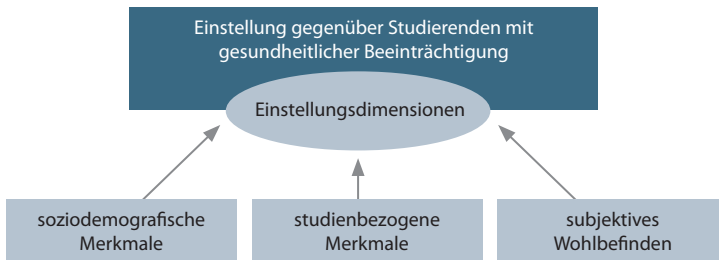 Einstellung gegenüber Studierenden mit
gesundheitlicher Beeinträchtigung
Einstellungsdimensionen
soziodemografische
Merkmale
studienbezogene
Merkmale
subjektives
Wohlbefinden